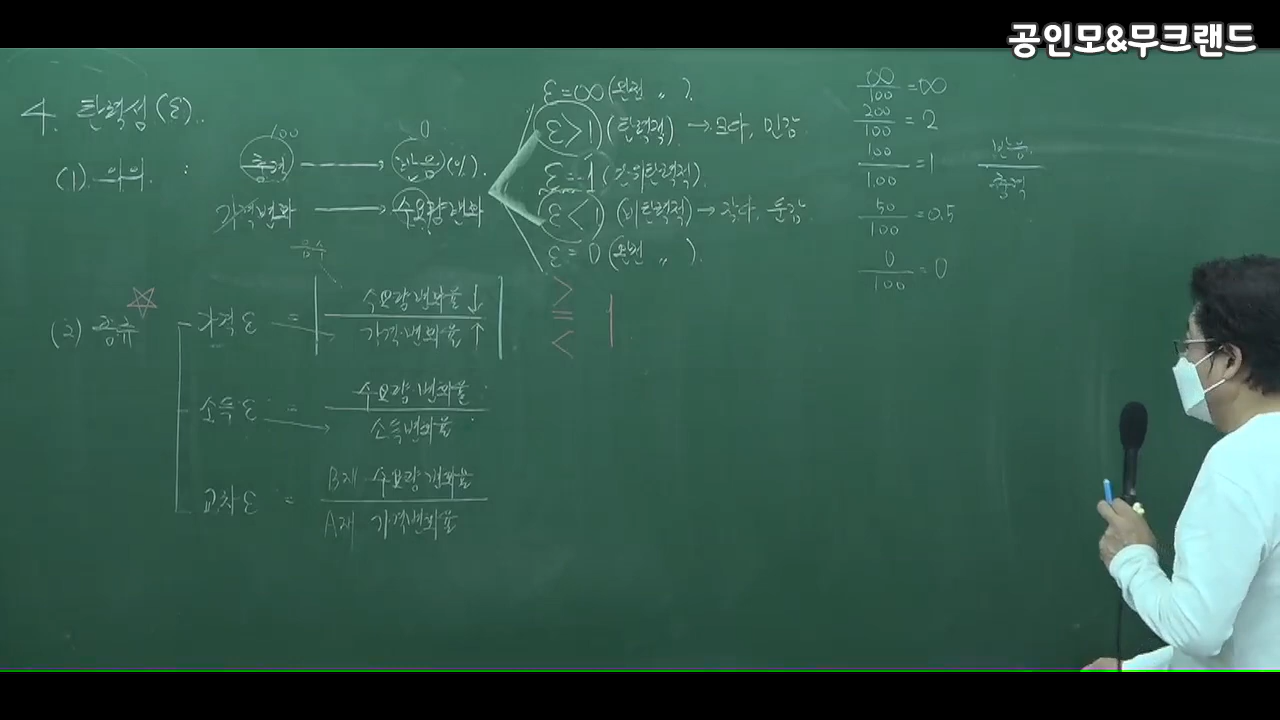 공인모&무크랜드
4. 탄력성(ε).
(1). 의의 :
100
충격 → 반응(%).
0
가격변화 → 수요량변화
ε=∞(완전 〃 ).
ε>1 (탄력적) → 크다, 민감
ε=1 (단위탄력적).
ε<1 (비탄력적) → 작다, 둔감.
ε=0 (완전 〃 ).
∞/100 =∞
200/100 =2
100/100 =1
50/100 =0.5
0/100 =0
반응/충격
(2) 종류 ☆
가격 ε = | 수요량변화율↓ / 가격변화율↑ | > = < 1
소득 ε = 수요량변화율 / 소득변화율
교차 ε = B재 수요량변화율 / A재 가격변화율